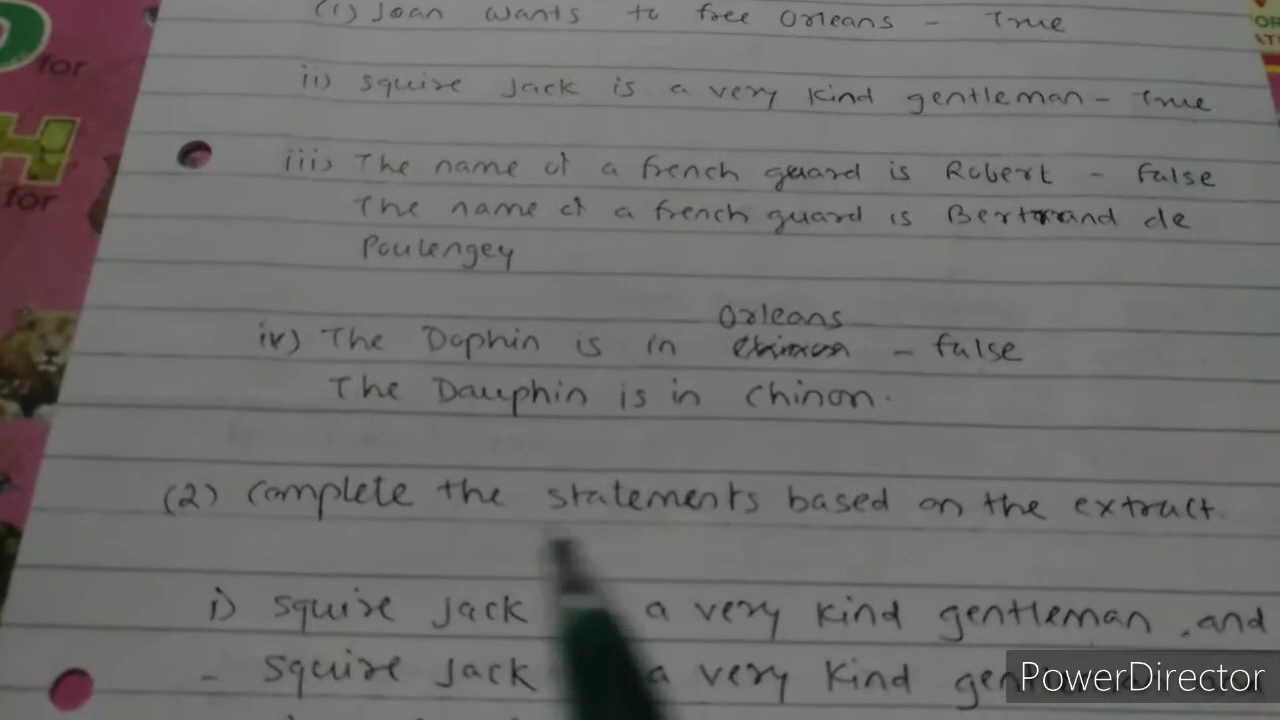 (i) Joan wants to free Orleans - True
ii) squire Jack is a very kind gentleman - True
iii) The name of a french guard is Robert - false
The name of a french guard is Bertrand de
Poulengey
Orleans
iv) The Dophin is in - false
The Dauphin is in Chinon.
(2) Complete the statements based on the extract
i) squire Jack a very kind gentleman, and
- squire Jack a very kind
PowerDirector
for
H
for